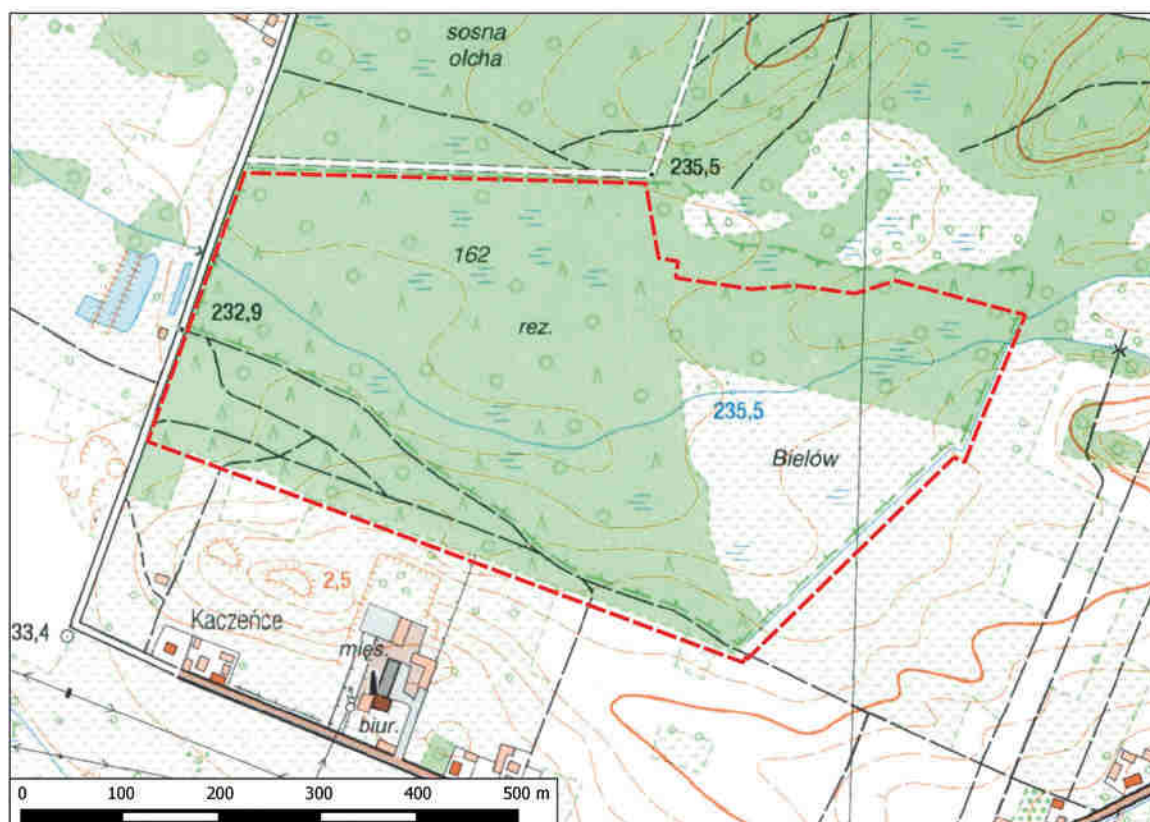 sosna
olcha
235,5
162
rez.
232,9
235,5
Bielów
2,5
Kaczeńce
33,4
mles.
biur.
r
r
0 100 200 300 400 500 m